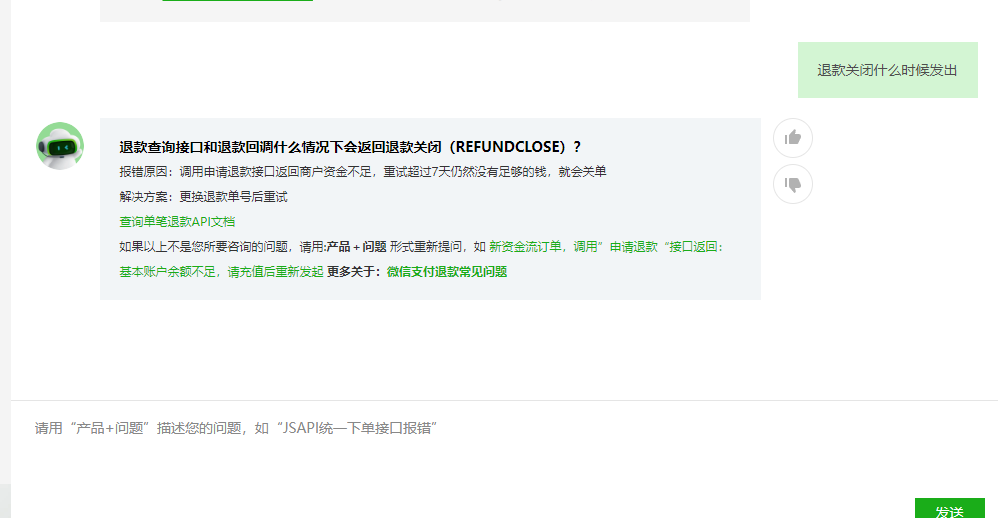 退款关闭什么时候发出
退款查询接口和退款回调什么情况下会返回退款关闭（REFUNDCLOSE）？
报错原因：调用申请退款接口返回商户资金不足，重试超过7天仍然没有足够的钱，就会关单
解决方案：更换退款单号后重试
查询单笔退款API文档
如果以上不是您所要咨询的问题，请用:产品 + 问题 形式重新提问，如 新资金流订单，调用”申请退款“接口返回：
基本账户余额不足，请充值后重新发起 更多关于：微信支付退款常见问题
请用“产品+问题”描述您的问题，如“JSAPI统一下单接口报错”
发送